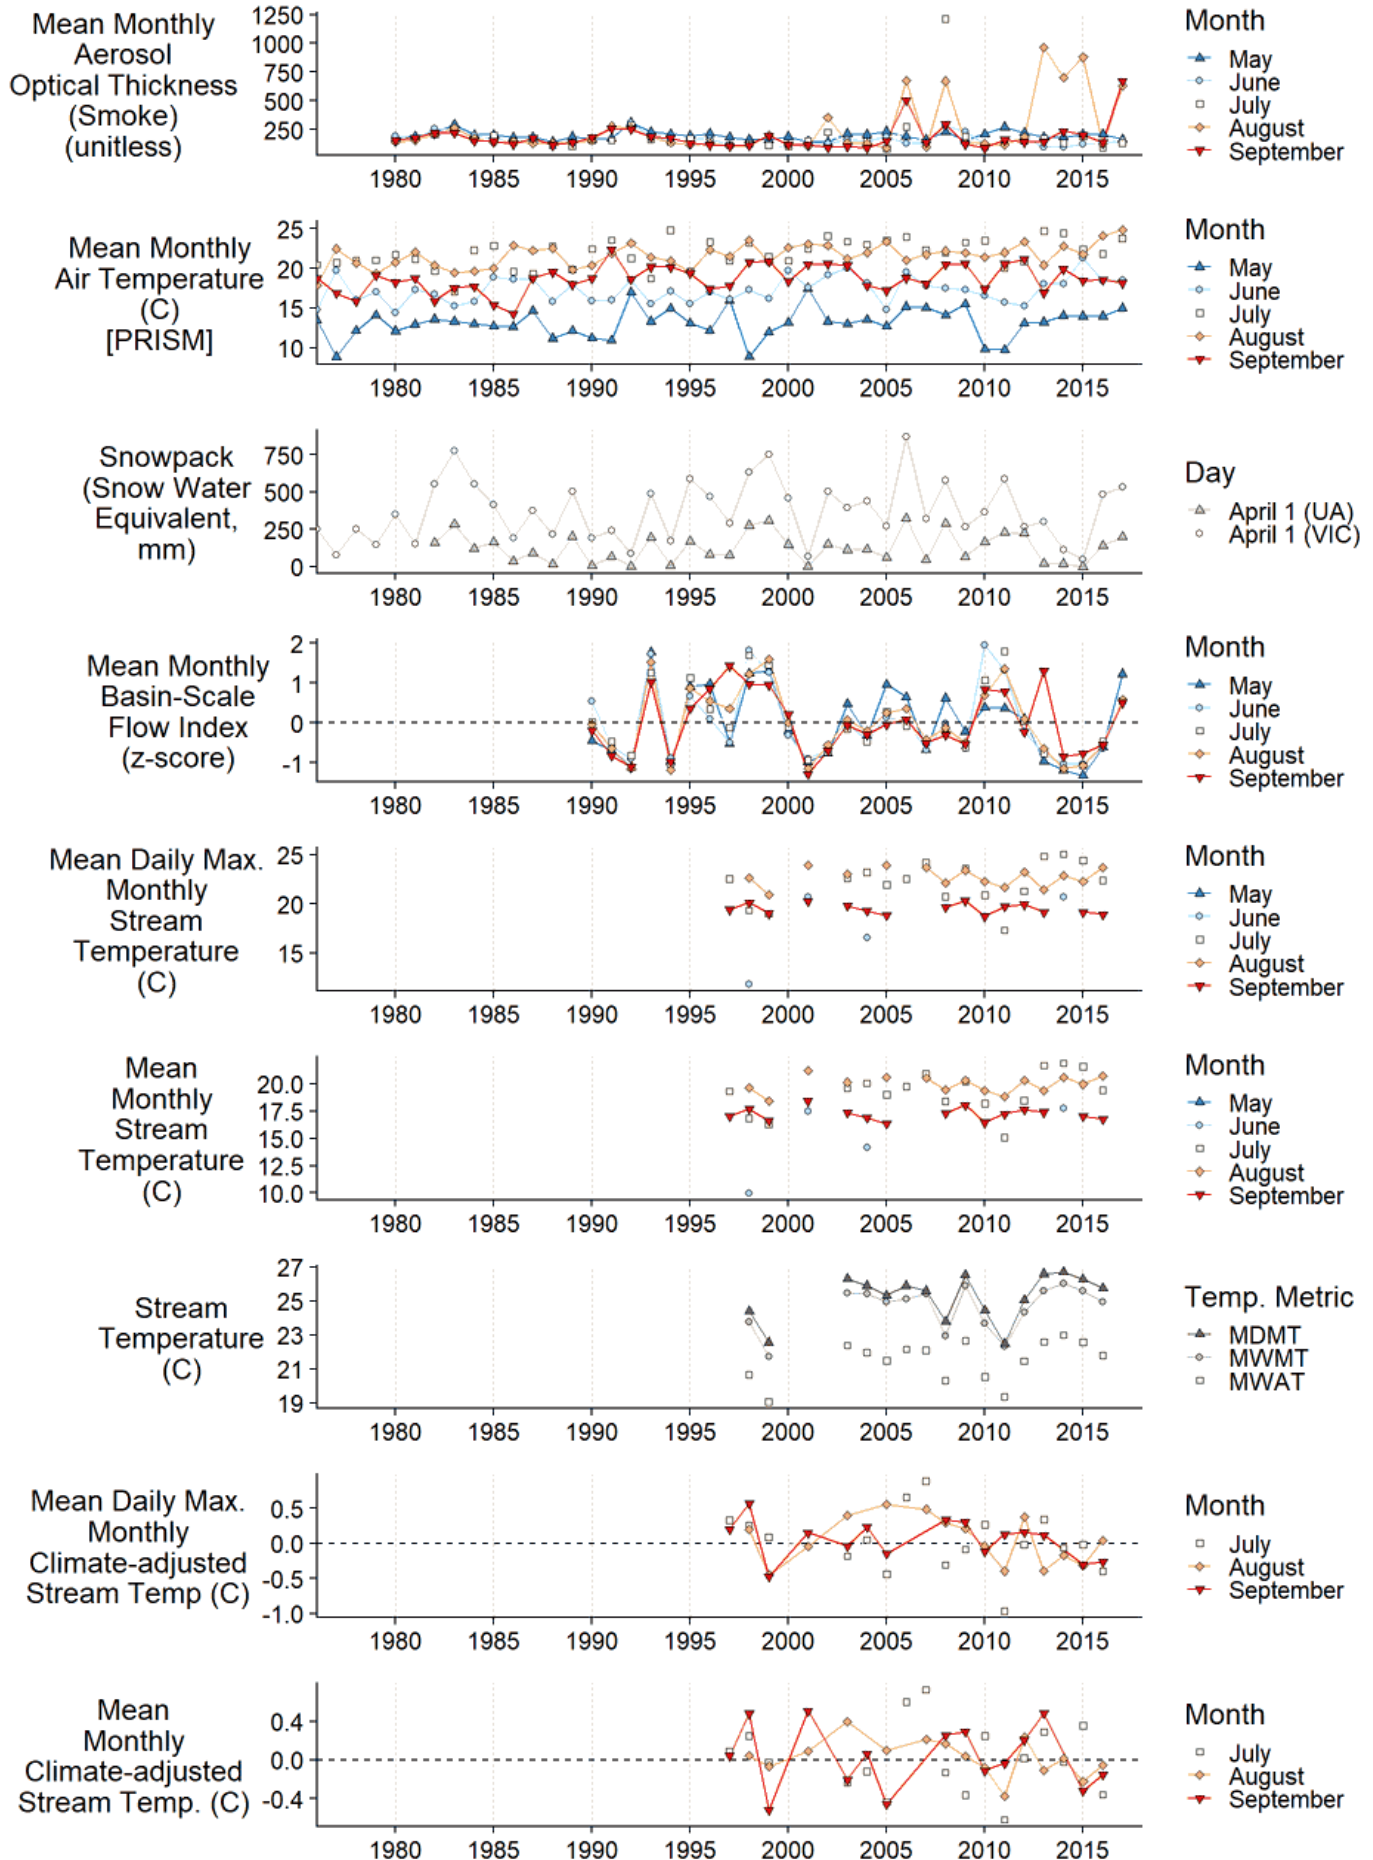 Mean Monthly
Aerosol
Optical Thickness
(Smoke)
(unitless)
1250
1000
750
500
250
1980 1985 1990 1995 2000 2005 2010 2015
Month
May
June
July
August
September
Mean Monthly
Air Temperature
(C)
[PRISM]
25
20
15
10
1980 1985 1990 1995 2000 2005 2010 2015
Month
May
June
July
August
September
Snowpack
(Snow Water
Equivalent,
mm)
750
500
250
0
1980 1985 1990 1995 2000 2005 2010 2015
Day
April 1 (UA)
April 1 (VIC)
Mean Monthly
Basin-Scale
Flow Index
(z-score)
2
1
0
-1
1980 1985 1990 1995 2000 2005 2010 2015
Month
May
June
July
August
September
Mean Daily Max.
Monthly
Stream
Temperature
(C)
25
20
15
1980 1985 1990 1995 2000 2005 2010 2015
Month
May
June
July
August
September
Mean
Monthly
Stream
Temperature
(C)
20.0
17.5
15.0
12.5
10.0
1980 1985 1990 1995 2000 2005 2010 2015
Month
May
June
July
August
September
Stream
Temperature
(C)
27
25
23
21
19
1980 1985 1990 1995 2000 2005 2010 2015
Temp. Metric
MDMT
MWMT
MWAT
Mean Daily Max.
Monthly
Climate-adjusted
Stream Temp (C)
0.5
0.0
-0.5
-1.0
1980 1985 1990 1995 2000 2005 2010 2015
Month
July
August
September
Mean
Monthly
Climate-adjusted
Stream Temp. (C)
0.4
0.0
-0.4
1980 1985 1990 1995 2000 2005 2010 2015
Month
July
August
September